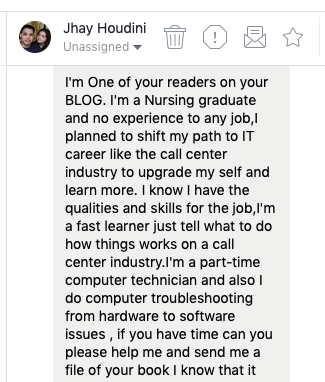 Jhay Houdini
Unassigned
I'm One of your readers on your
BLOG. I'm a Nursing graduate
and no experience to any job,I
planned to shift my path to IT
career like the call center
industry to upgrade my self and
learn more. I know I have the
qualities and skills for the job,I'm
a fast learner just tell what to do
how things works on a call
center industry.I'm a part-time
computer technician and also I
do computer troubleshooting
from hardware to software
issues , if you have time can you
please help me and send me a
file of your book I know that it